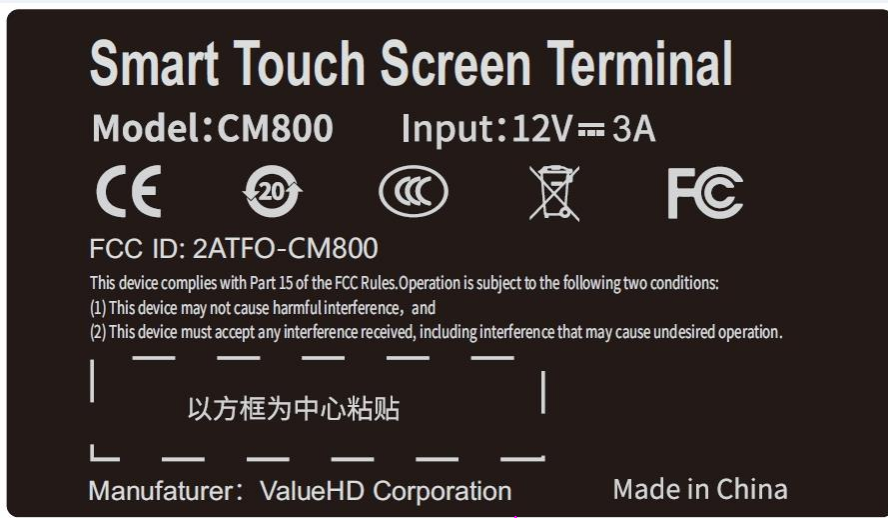 Smart Touch Screen Terminal
Model:CM800 Input:12V⎓3A
CE 20 CCC FC
FCC ID: 2ATFO-CM800
This device complies with Part 15 of the FCC Rules.Operation is subject to the following two conditions:
(1) This device may not cause harmful interference，and
(2) This device must accept any interference received, including interference that may cause undesired operation.
以方框为中心粘贴
Manufaturer：ValueHD Corporation Made in China